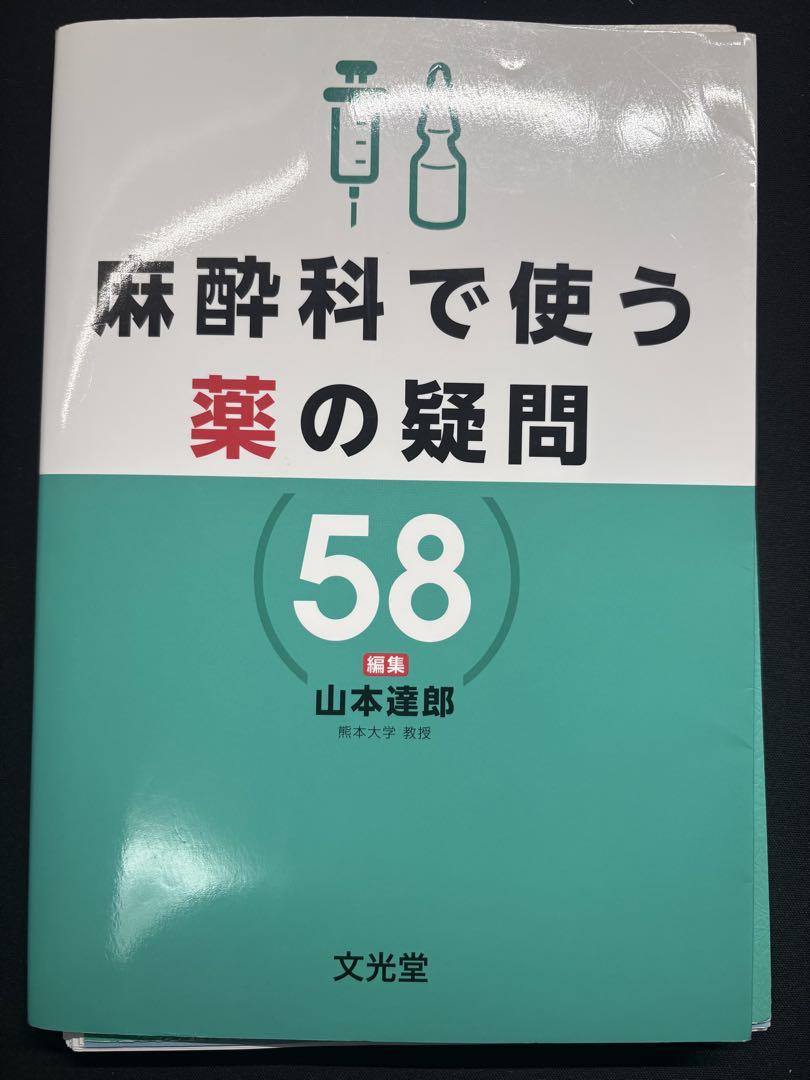 麻酔科で使う
薬の疑問
(58)
編集
山本達郎
熊本大学 教授
文光堂